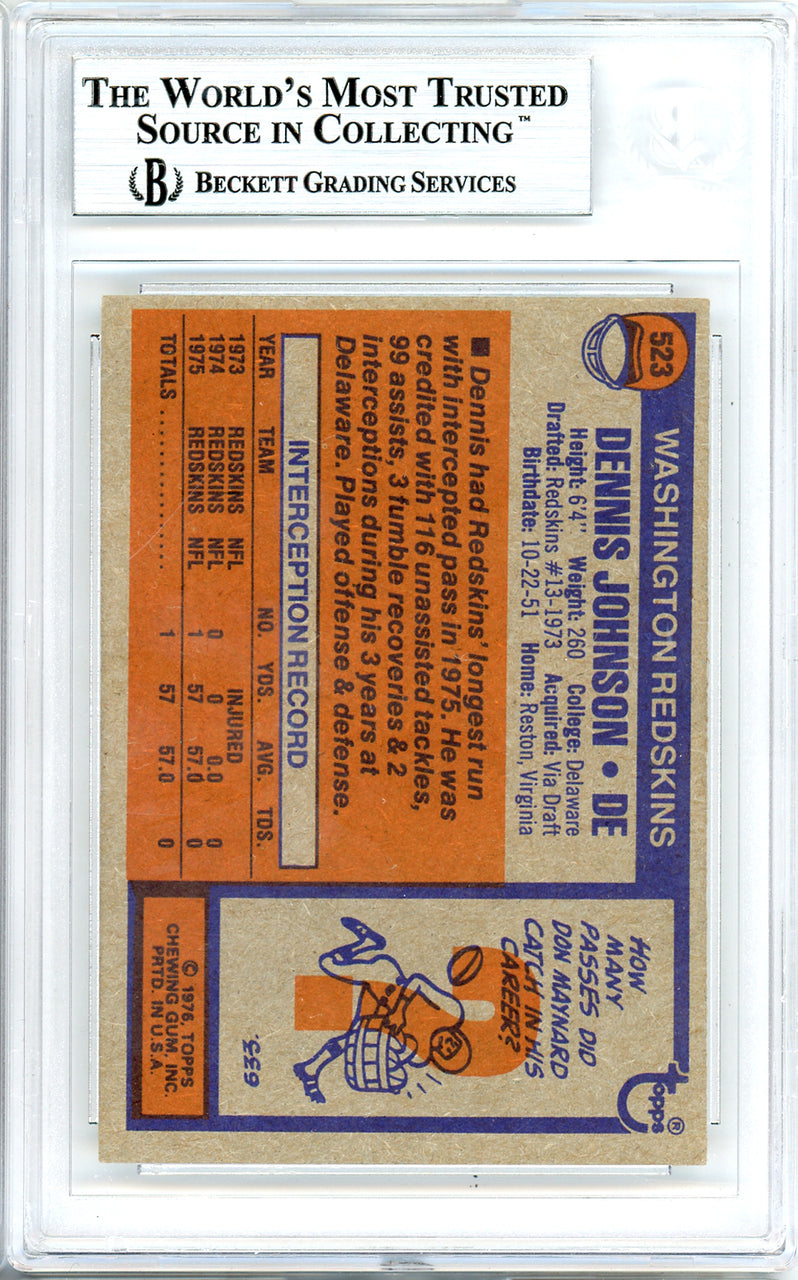 THE WORLD'S MOST TRUSTED
SOURCE IN COLLECTING™
B BECKETT GRADING SERVICES
523
WASHINGTON REDSKINS
DENNIS JOHNSON • DE
Height: 6'4" Weight: 260 College: Delaware
Drafted: Redskins #13-1973 Acquired: Via Draft
Birthdate: 10-22-51 Home: Reston, Virginia
■ Dennis had Redskins' longest run
with intercepted pass in 1975. He was
credited with 116 unassisted tackles,
99 assists, 3 fumble recoveries & 2
interceptions during his 3 years at
Delaware. Played offense & defense.
INTERCEPTION RECORD
YEAR TEAM NO. YDS. AVG. TDS.
1973 REDSKINS NFL INJURED
1974 REDSKINS NFL 0 0 0.0 0
1975 REDSKINS NFL 1 57 57.0 0
TOTALS .................. 1 57 57.0 0
topps®
HOW
MANY
PASSES DID
DON MAYNARD
CATCH IN HIS
CAREER?
633.
© 1976, TOPPS
CHEWING GUM, INC.
PRTD. IN U.S.A.